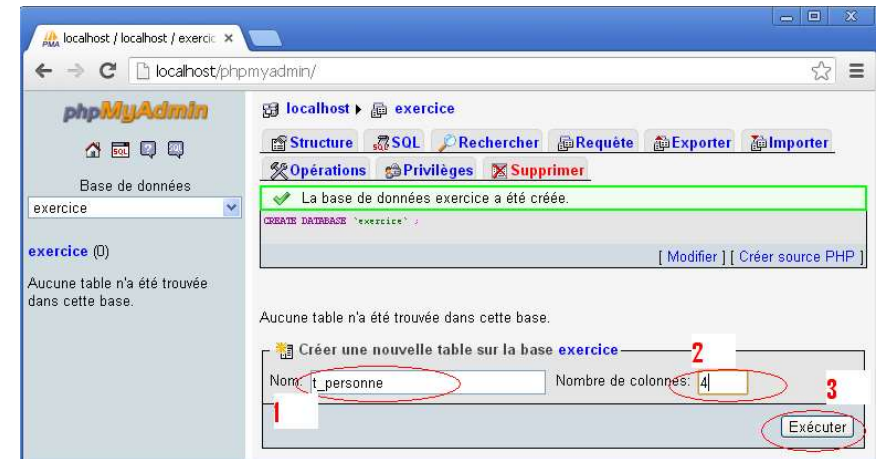 localhost / localhost / exercic
localhost/phpmyadmin/
phpMyAdmin
Base de données
exercice
exercice (0)
Aucune table n'a été trouvée
dans cette base.
localhost exercice
Structure SQL Rechercher Requête Exporter Importer
Opérations Privilèges Supprimer
La base de données exercice a été créée.
CREATE DATABASE `exercice` ;
[ Modifier ] [ Créer source PHP ]
Aucune table n'a été trouvée dans cette base.
Créer une nouvelle table sur la base exercice
2
Nom: t_personne Nombre de colonnes: 4
3
1
Exécuter